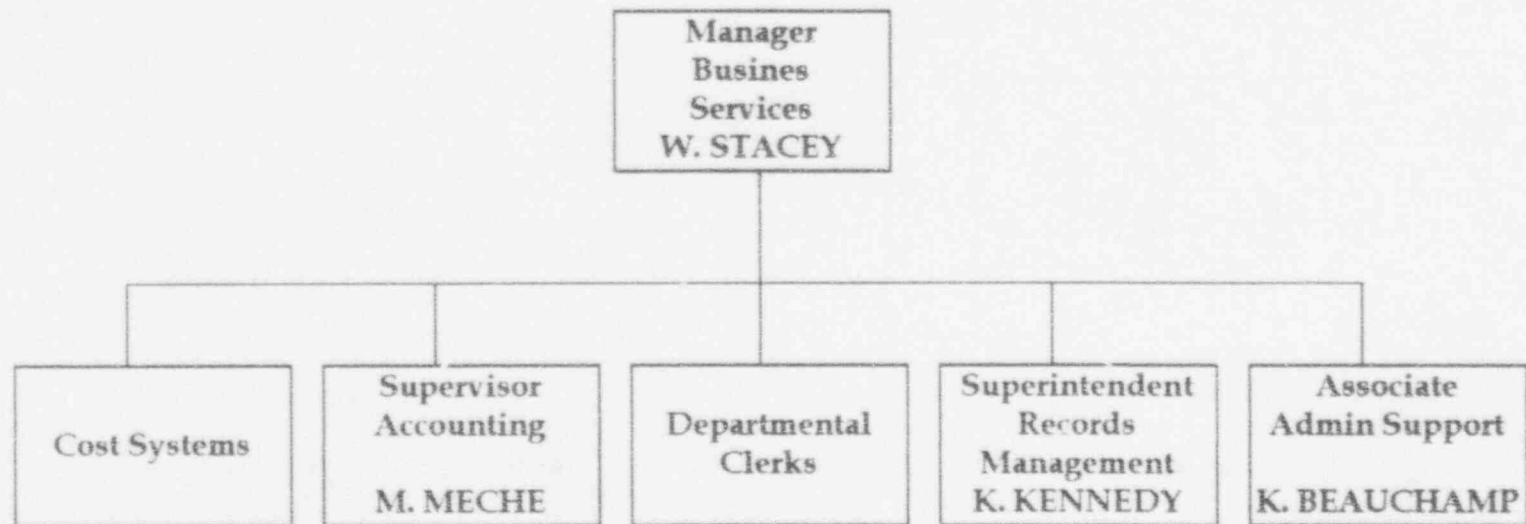 Manager
Busines
Services
W. STACEY
Cost Systems
Supervisor
Accounting
M. MECHE
Departmental
Clerks
Superintendent
Records
Management
K. KENNEDY
Associate
Admin Support
K. BEAUCHAMP